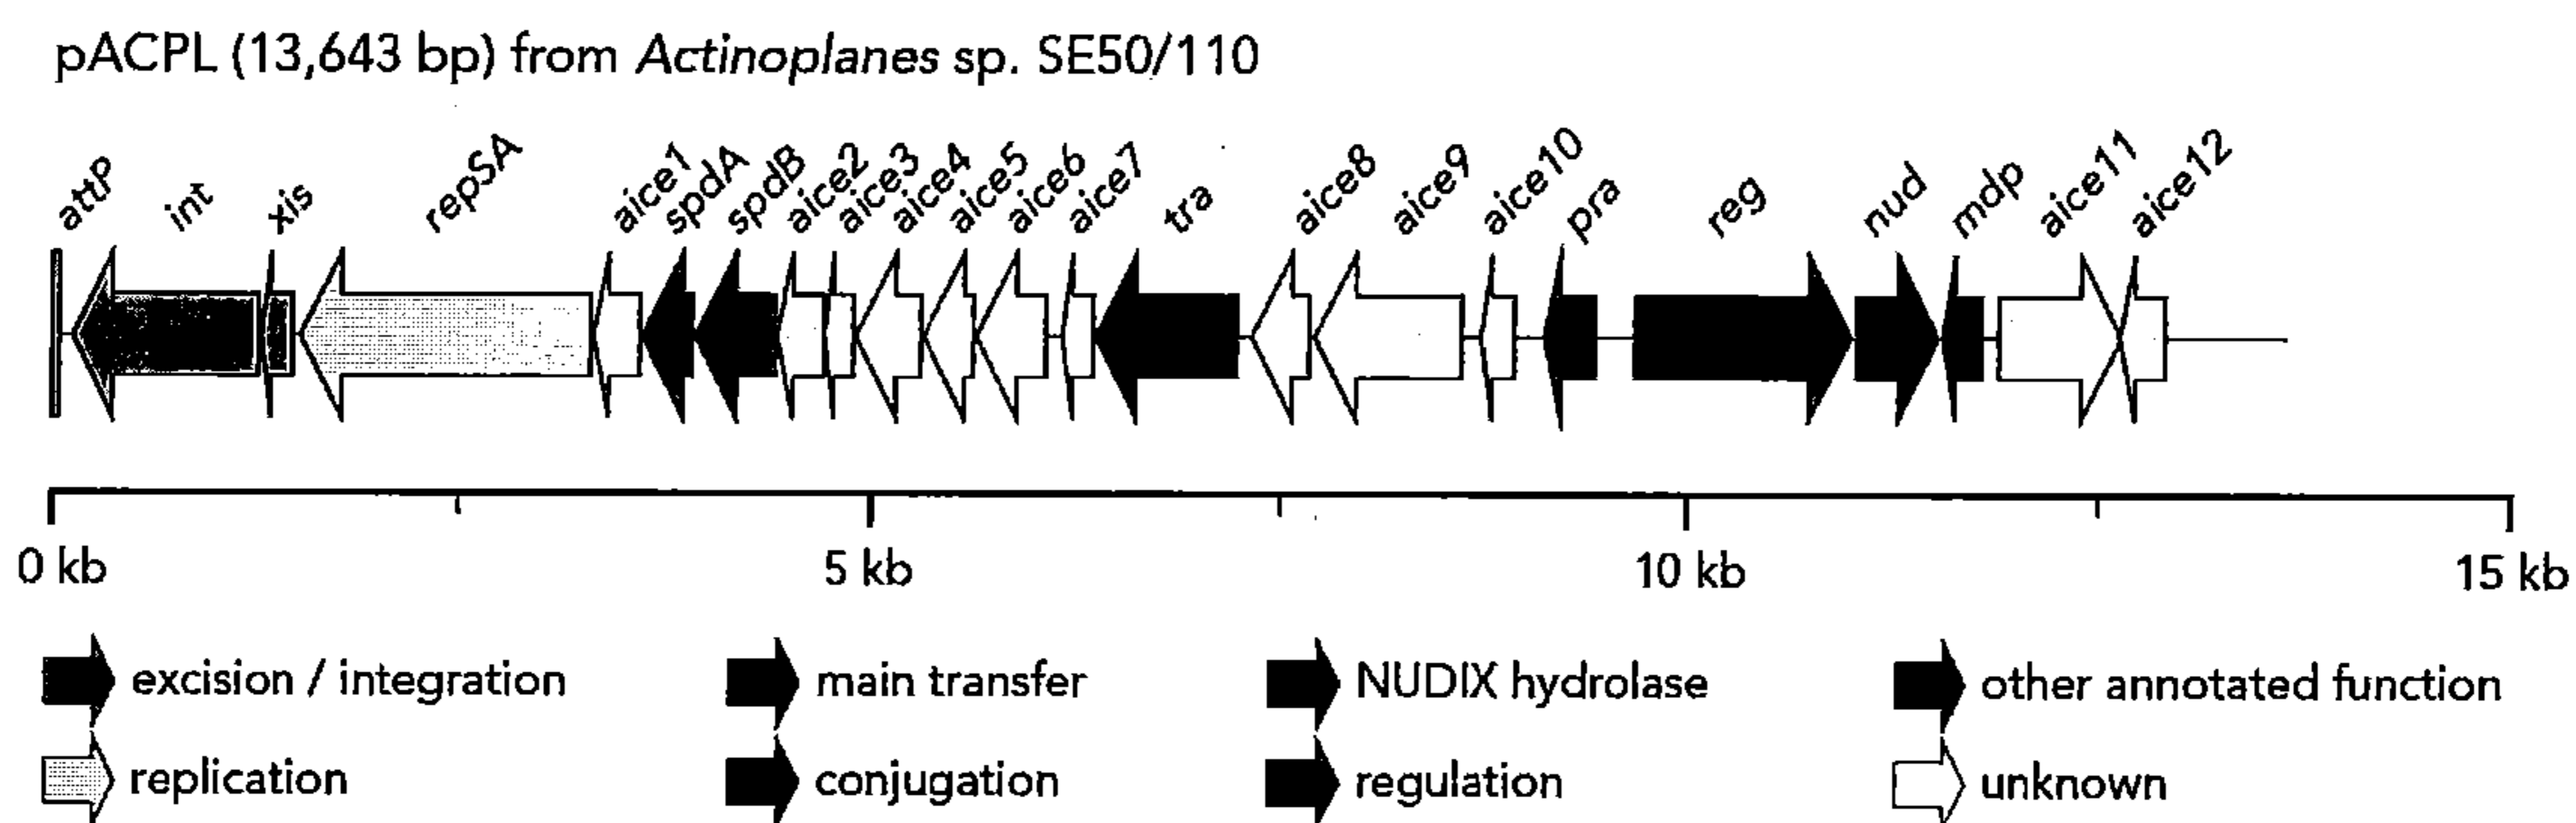 pACPL (13,643 bp) from Actinoplanes sp. SE50/110
attP int xis repSA aice1 spdA spdB aice2 aice3 aice4 aice5 aice6 aice7 tra aice8 aice9 aice10 pra reg nud mdp aice11 aice12
0 kb 5 kb 10 kb 15 kb
excision / integration main transfer NUDIX hydrolase other annotated function
replication conjugation regulation unknown